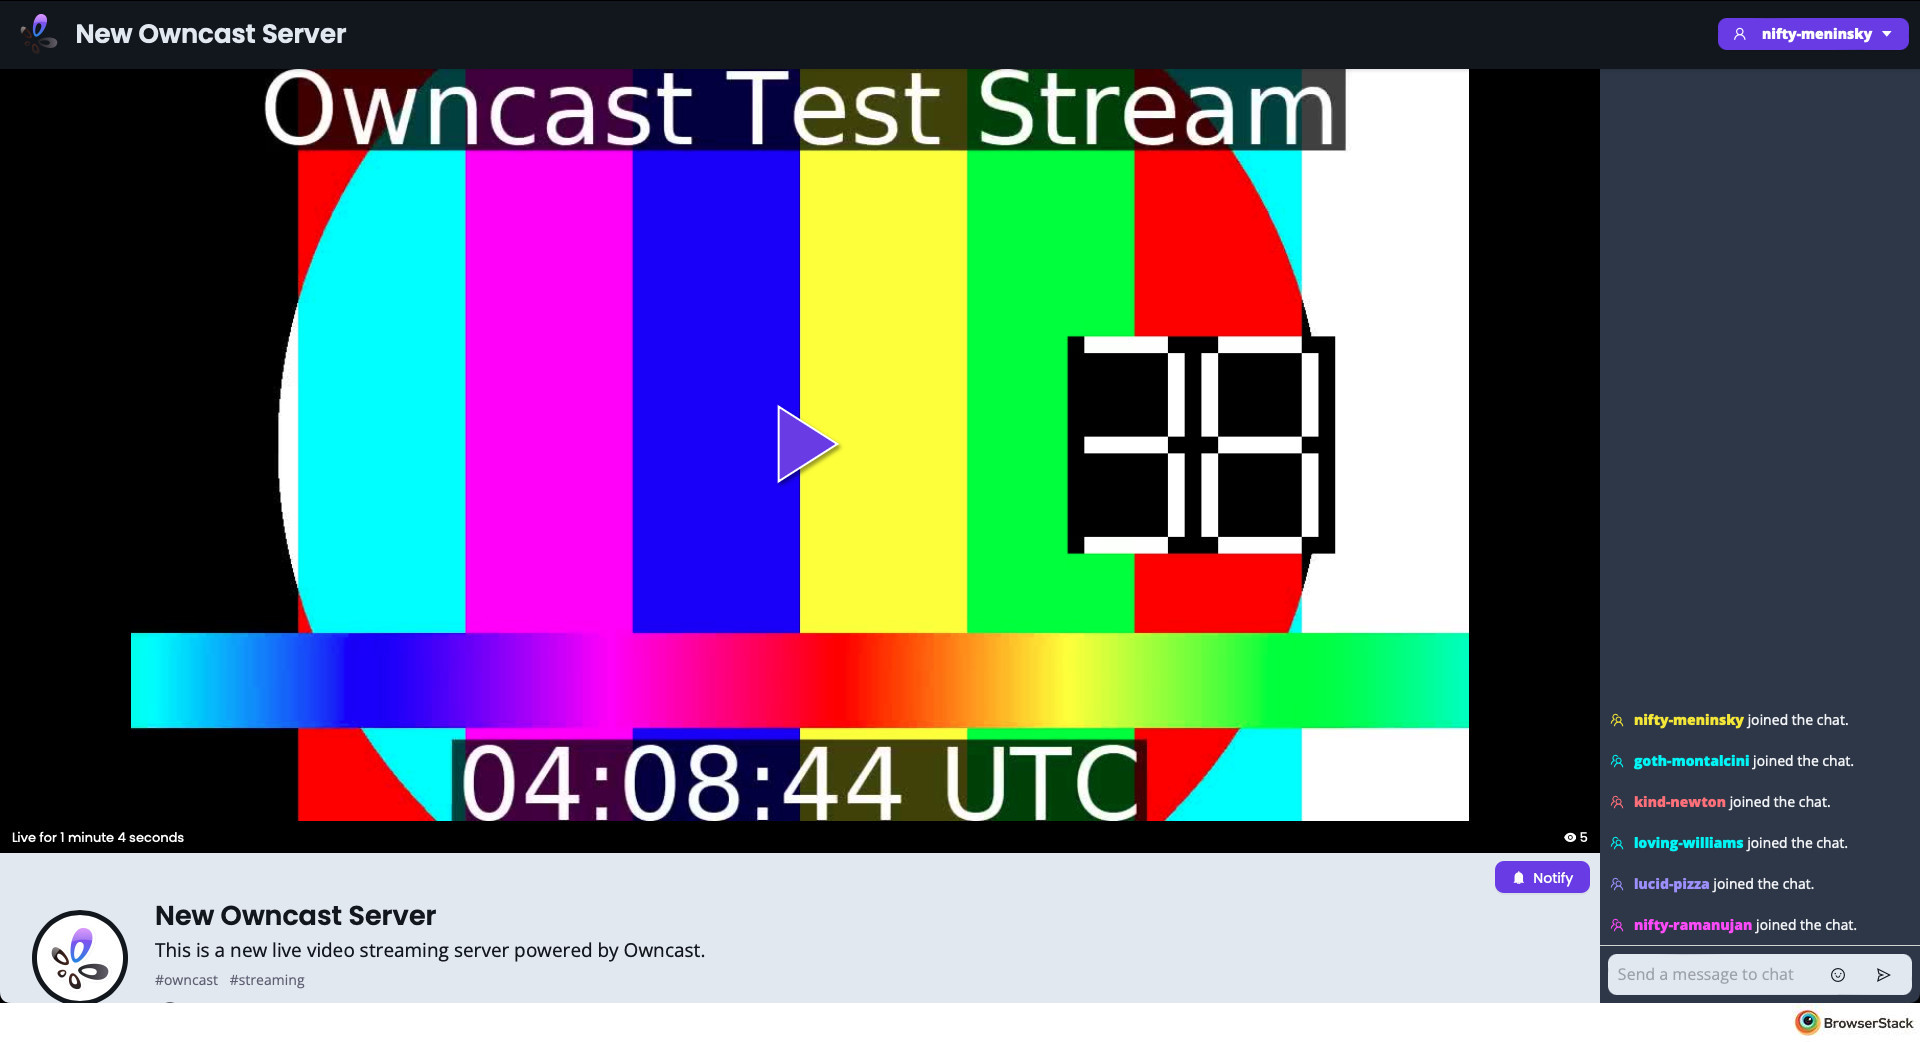 New Owncast Server
nifty-meninsky
Owncast Test Stream
38
04:08:44 UTC
Live for 1 minute 4 seconds
5
Notify
New Owncast Server
This is a new live video streaming server powered by Owncast.
#owncast #streaming
nifty-meninsky joined the chat.
goth-montalcini joined the chat.
kind-newton joined the chat.
loving-williams joined the chat.
lucid-pizza joined the chat.
nifty-ramanujan joined the chat.
Send a message to chat
BrowserStack